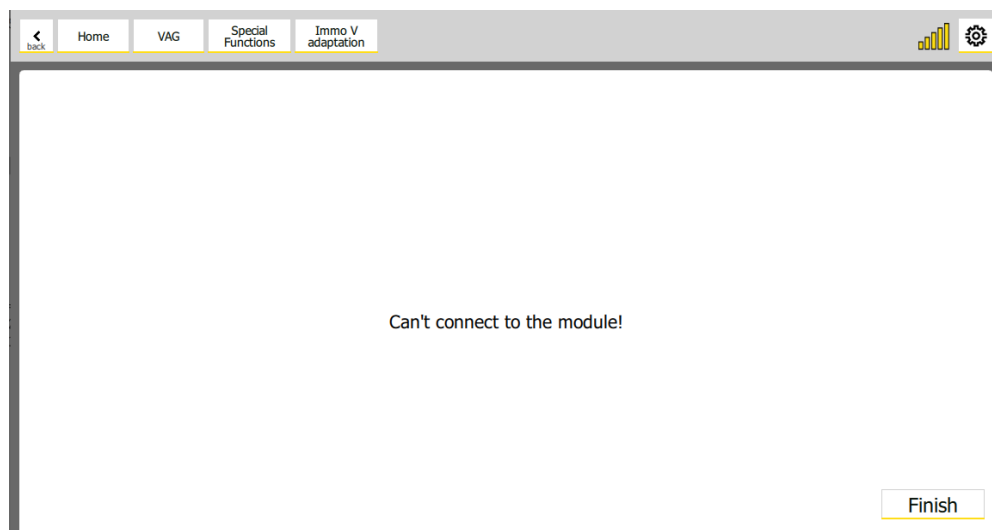 back
Home
VAG
Special
Functions
Immo V
adaptation
Can't connect to the module!
Finish